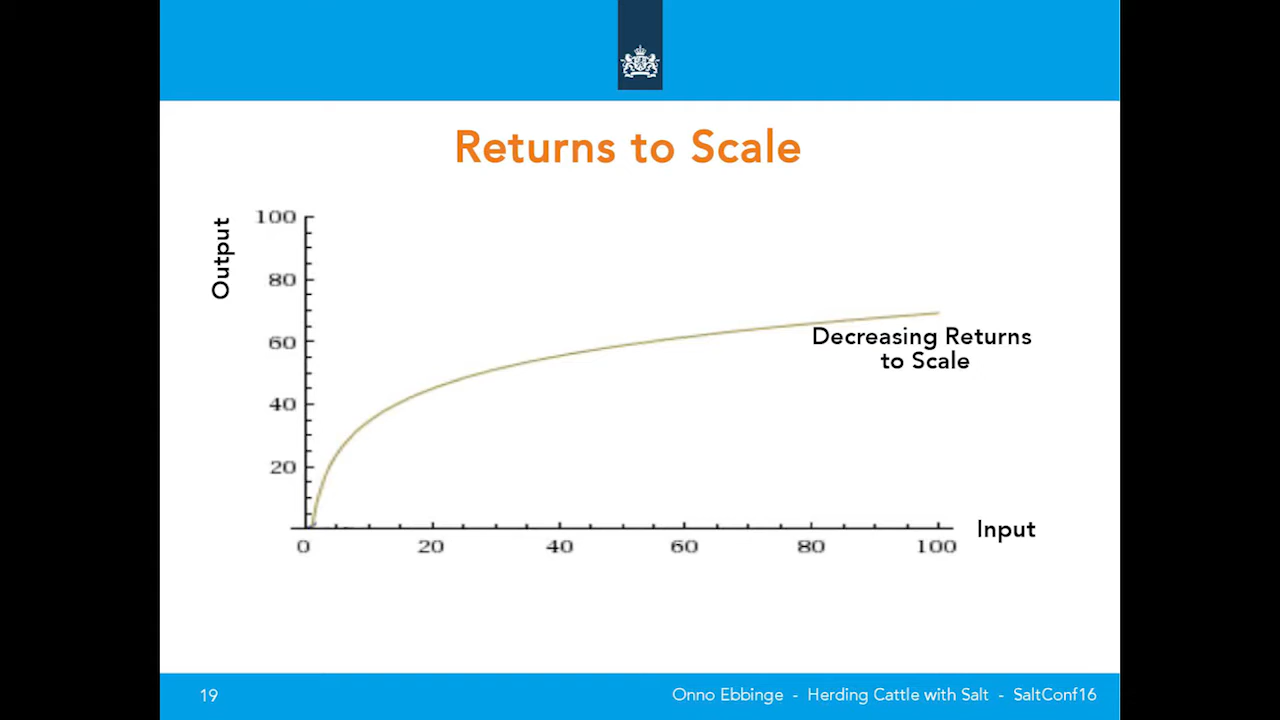 Returns to Scale
Output
100
80
60
40
20
Decreasing Returns
to Scale
0 20 40 60 80 100
Input
19
Onno Ebbinge - Herding Cattle with Salt - SaltConf16